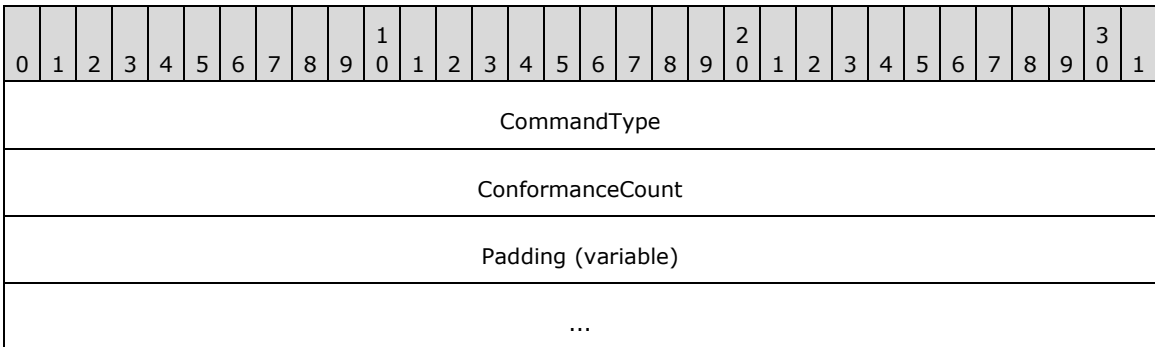 1 2 3
0 1 2 3 4 5 6 7 8 9 0 1 2 3 4 5 6 7 8 9 0 1 2 3 4 5 6 7 8 9 0 1
CommandType
ConformanceCount
Padding (variable)
...